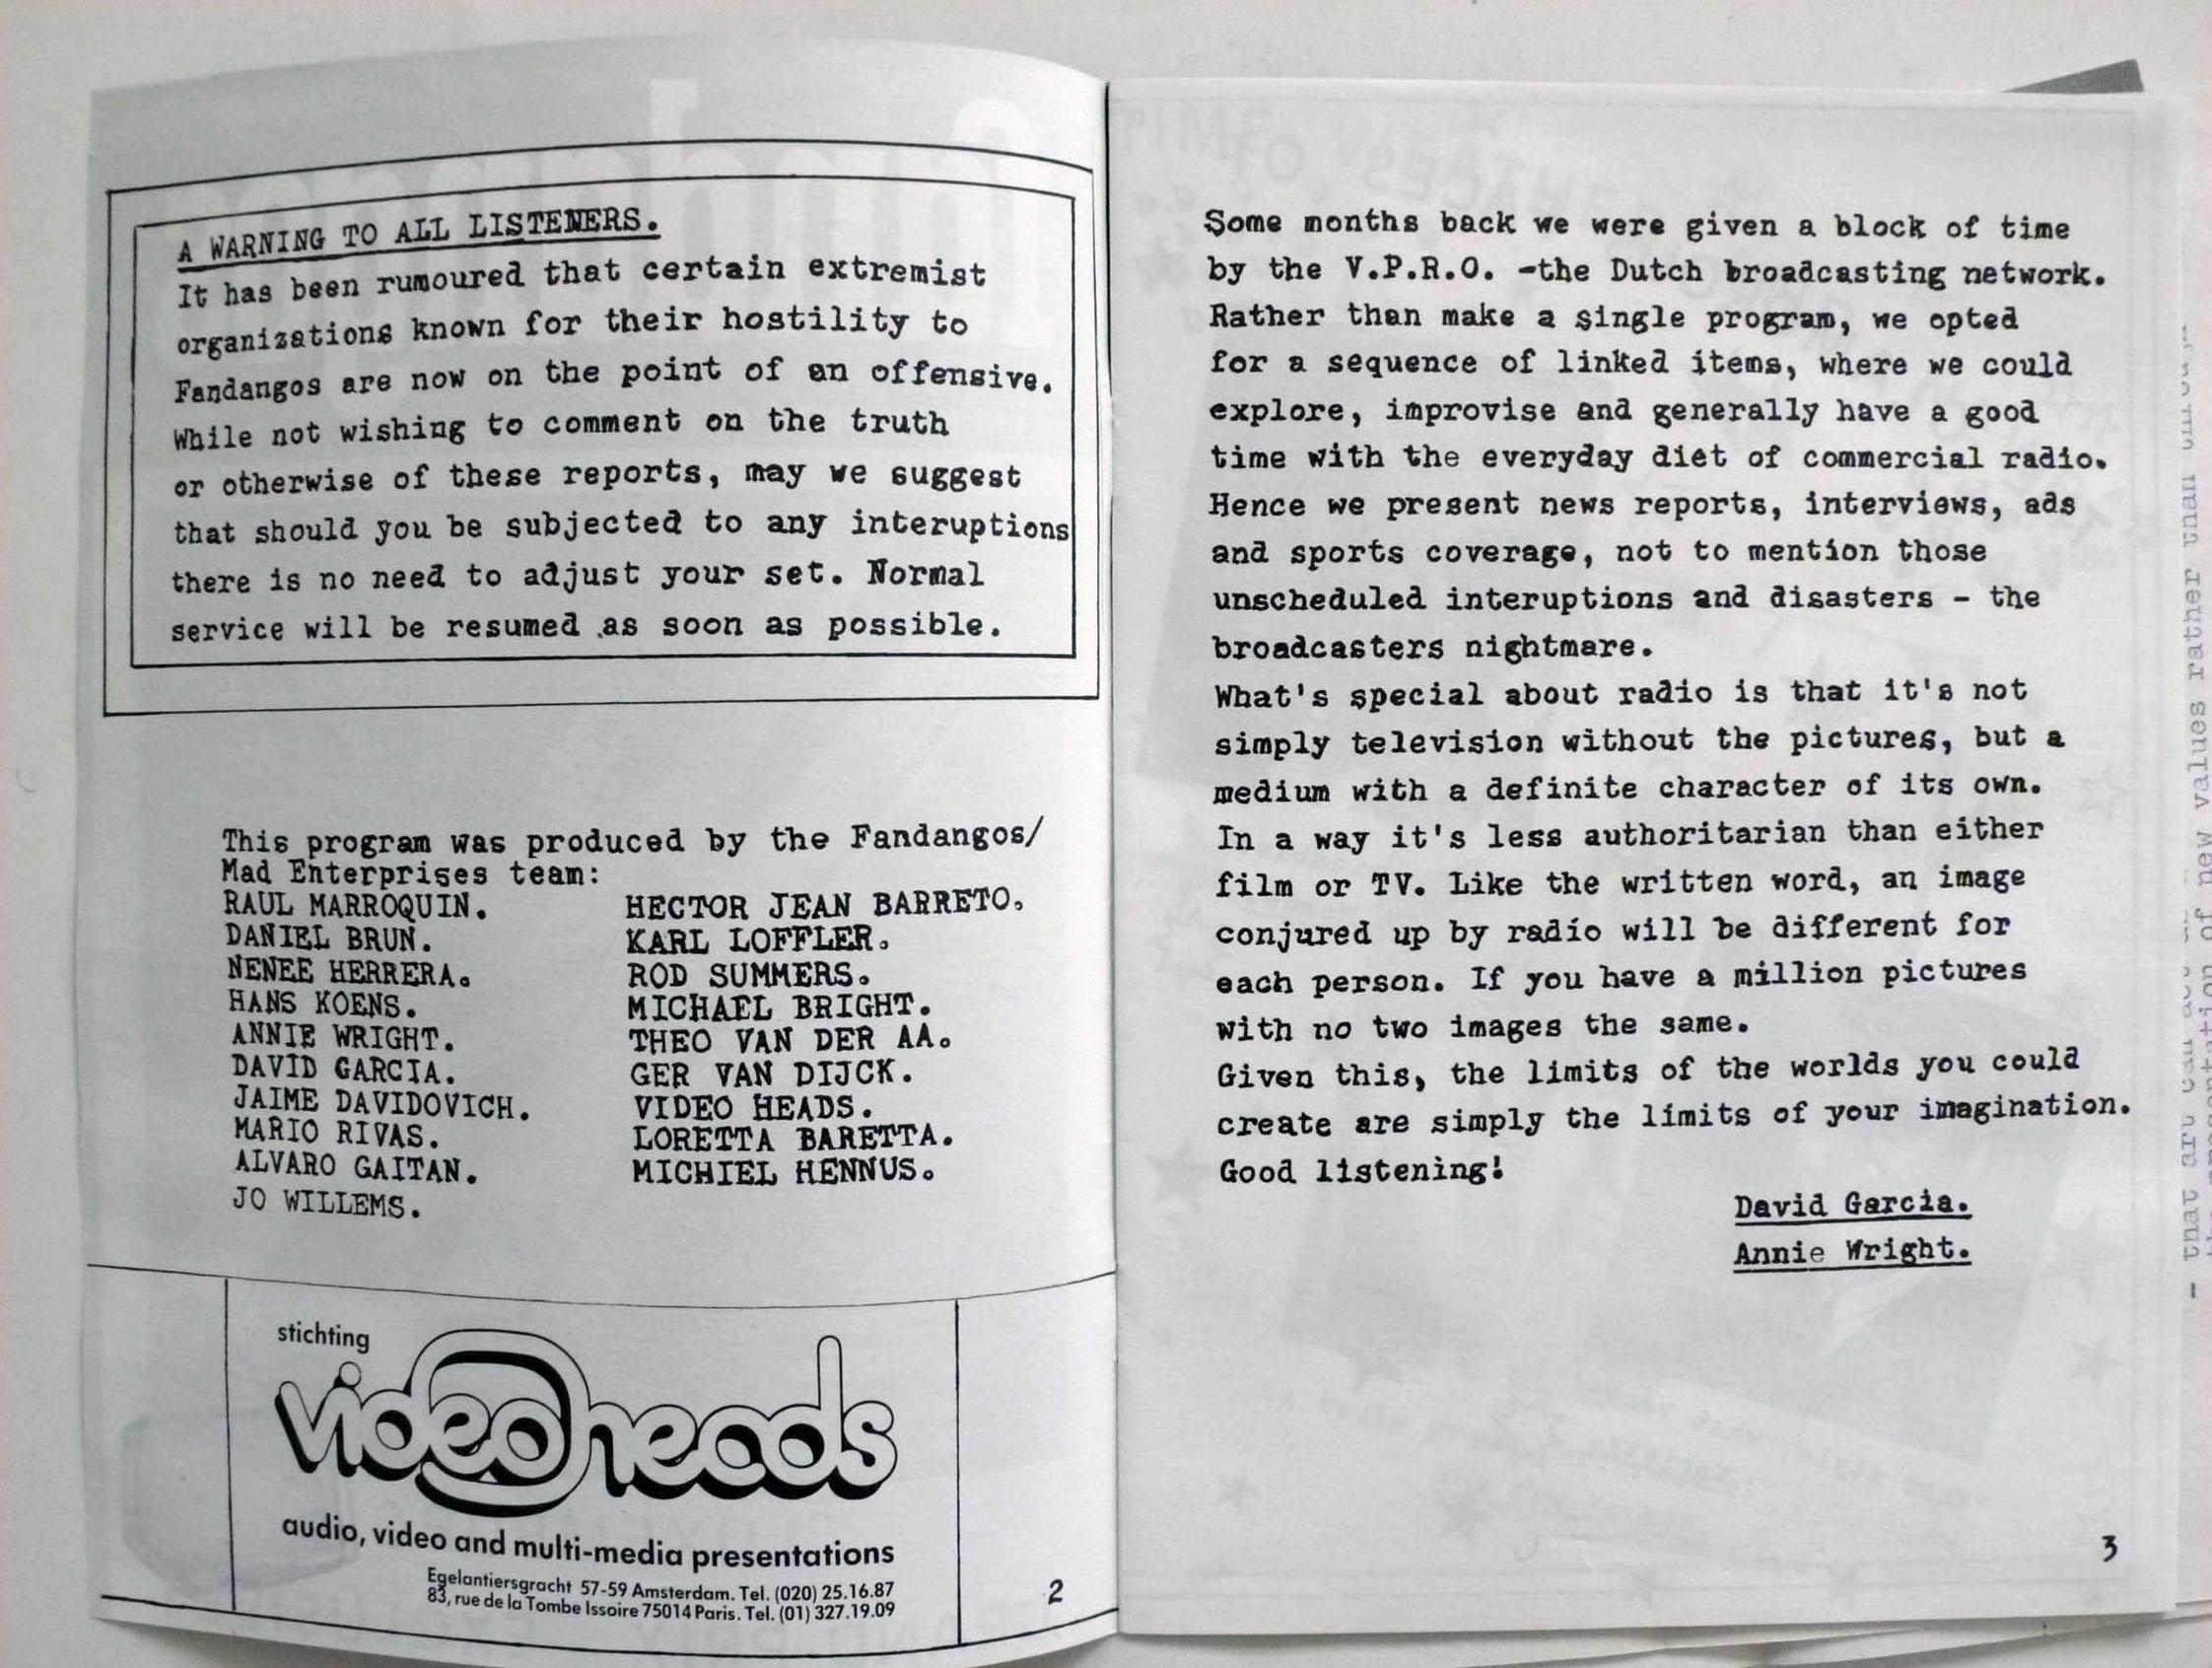 A WARNING TO ALL LISTENERS.
It has been rumoured that certain extremist
organizations known for their hostility to
Fandangos are now on the point of an offensive.
While not wishing to comment on the truth
or otherwise of these reports, may we suggest
that should you be subjected to any interuptions
there is no need to adjust your set. Normal
service will be resumed as soon as possible.
This program was produced by the Fandangos/
Mad Enterprises team:
RAUL MARROQUIN.
DANIEL BRUN.
NENEE HERRERA.
HANS KOENS.
ANNIE WRIGHT.
DAVID GARCIA.
JAIME DAVIDOVICH.
MARIO RIVAS.
ALVARO GAITAN.
JO WILLEMS.
HECTOR JEAN BARRETO.
KARL LOFFLER.
ROD SUMMERS.
MICHAEL BRIGHT.
THEO VAN DER AA.
GER VAN DIJCK.
VIDEO HEADS.
LORETTA BARETTA.
MICHIEL HENNUS.
stichting
videoheads
audio, video and multi-media presentations
Egelantiersgracht 57-59 Amsterdam. Tel. (020) 25.16.87
83, rue de la Tombe Issoire 75014 Paris. Tel. (01) 327.19.09
2
Some months back we were given a block of time
by the V.P.R.O. -the Dutch broadcasting network.
Rather than make a single program, we opted
for a sequence of linked items, where we could
explore, improvise and generally have a good
time with the everyday diet of commercial radio.
Hence we present news reports, interviews, ads
and sports coverage, not to mention those
unscheduled interuptions and disasters - the
broadcasters nightmare.
What's special about radio is that it's not
simply television without the pictures, but a
medium with a definite character of its own.
In a way it's less authoritarian than either
film or TV. Like the written word, an image
conjured up by radio will be different for
each person. If you have a million pictures
with no two images the same.
Given this, the limits of the worlds you could
create are simply the limits of your imagination.
Good listening!
David Garcia.
Annie Wright.
3
of new values rather than